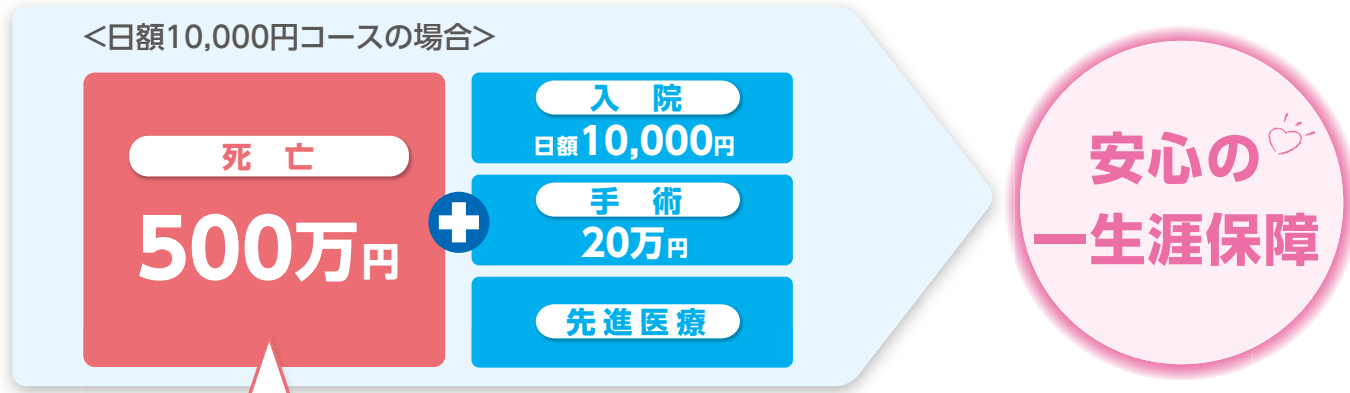 <日額10,000円コースの場合>
死亡
500万円
入院
日額10,000円
手術
20万円
先進医療
安心の
一生涯保障